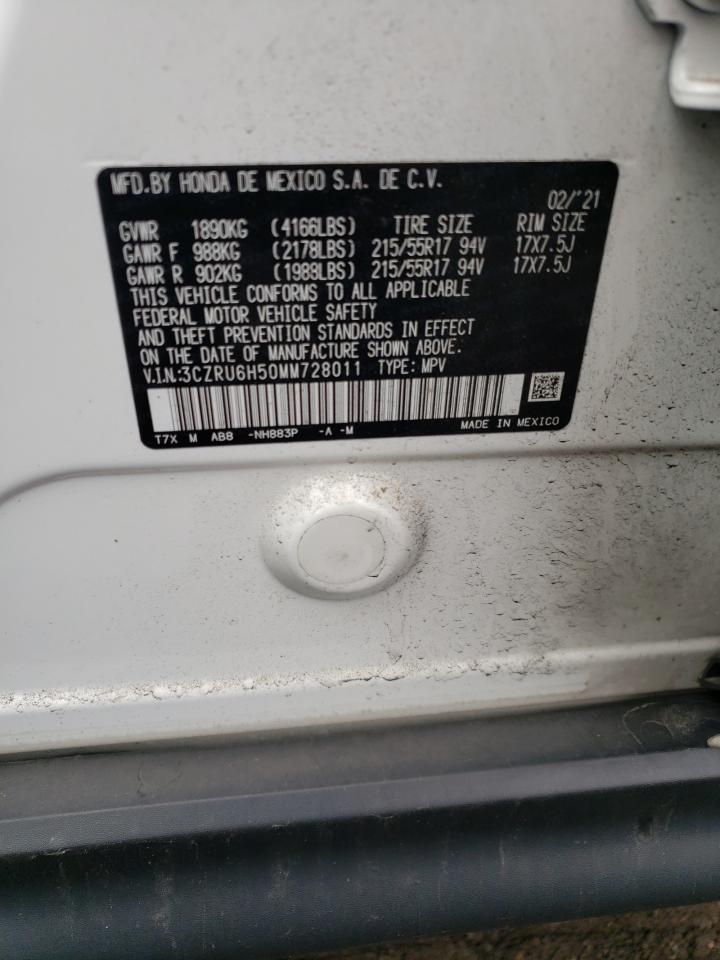 MFD.BY HONDA DE MEXICO S.A. DE C.V.
02/'21
GVWR 1890KG (4166LBS) TIRE SIZE RIM SIZE
GAWR F 988KG (2178LBS) 215/55R17 94V 17X7.5J
GAWR R 902KG (1988LBS) 215/55R17 94V 17X7.5J
THIS VEHICLE CONFORMS TO ALL APPLICABLE
FEDERAL MOTOR VEHICLE SAFETY
AND THEFT PREVENTION STANDARDS IN EFFECT
ON THE DATE OF MANUFACTURE SHOWN ABOVE.
V.I.N:3CZRU6H50MM728011 TYPE: MPV
T7X M AB8 -NH883P -A -M MADE IN MEXICO